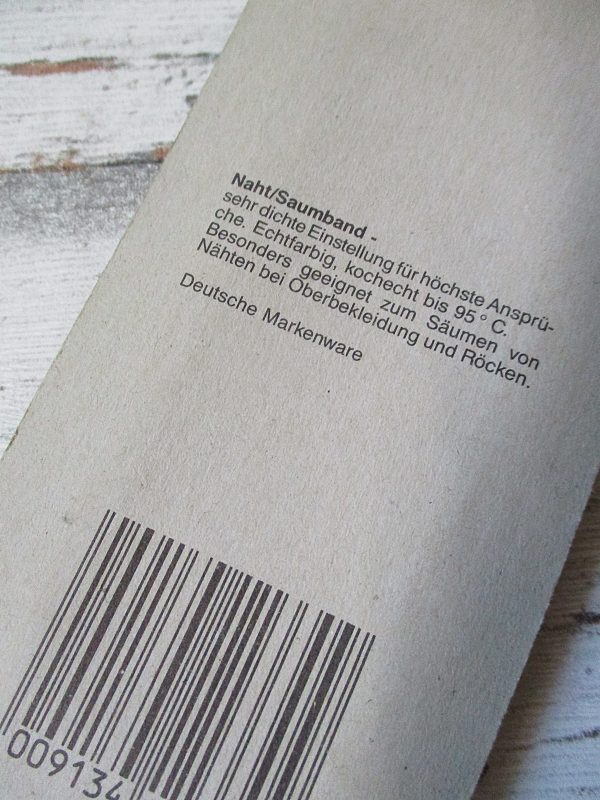 Naht/Saumband -
sehr dichte Einstellung für höchste Ansprü-
che. Echtfarbig, kochecht bis 95° C.
Besonders geeignet zum Säumen von
Nähten bei Oberbekleidung und Röcken.
Deutsche Markenware
009134